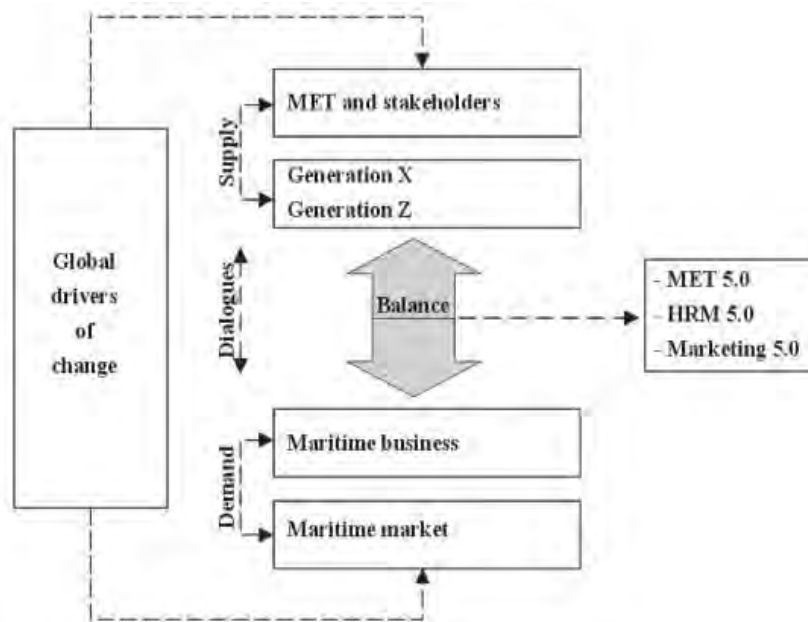 MET and stakeholders
Supply
Generation X
Generation Z
Global
drivers
of
change
Dialogues
Balance
- MET 5.0
- HRM 5.0
- Marketing 5.0
Maritime business
Demand
Maritime market